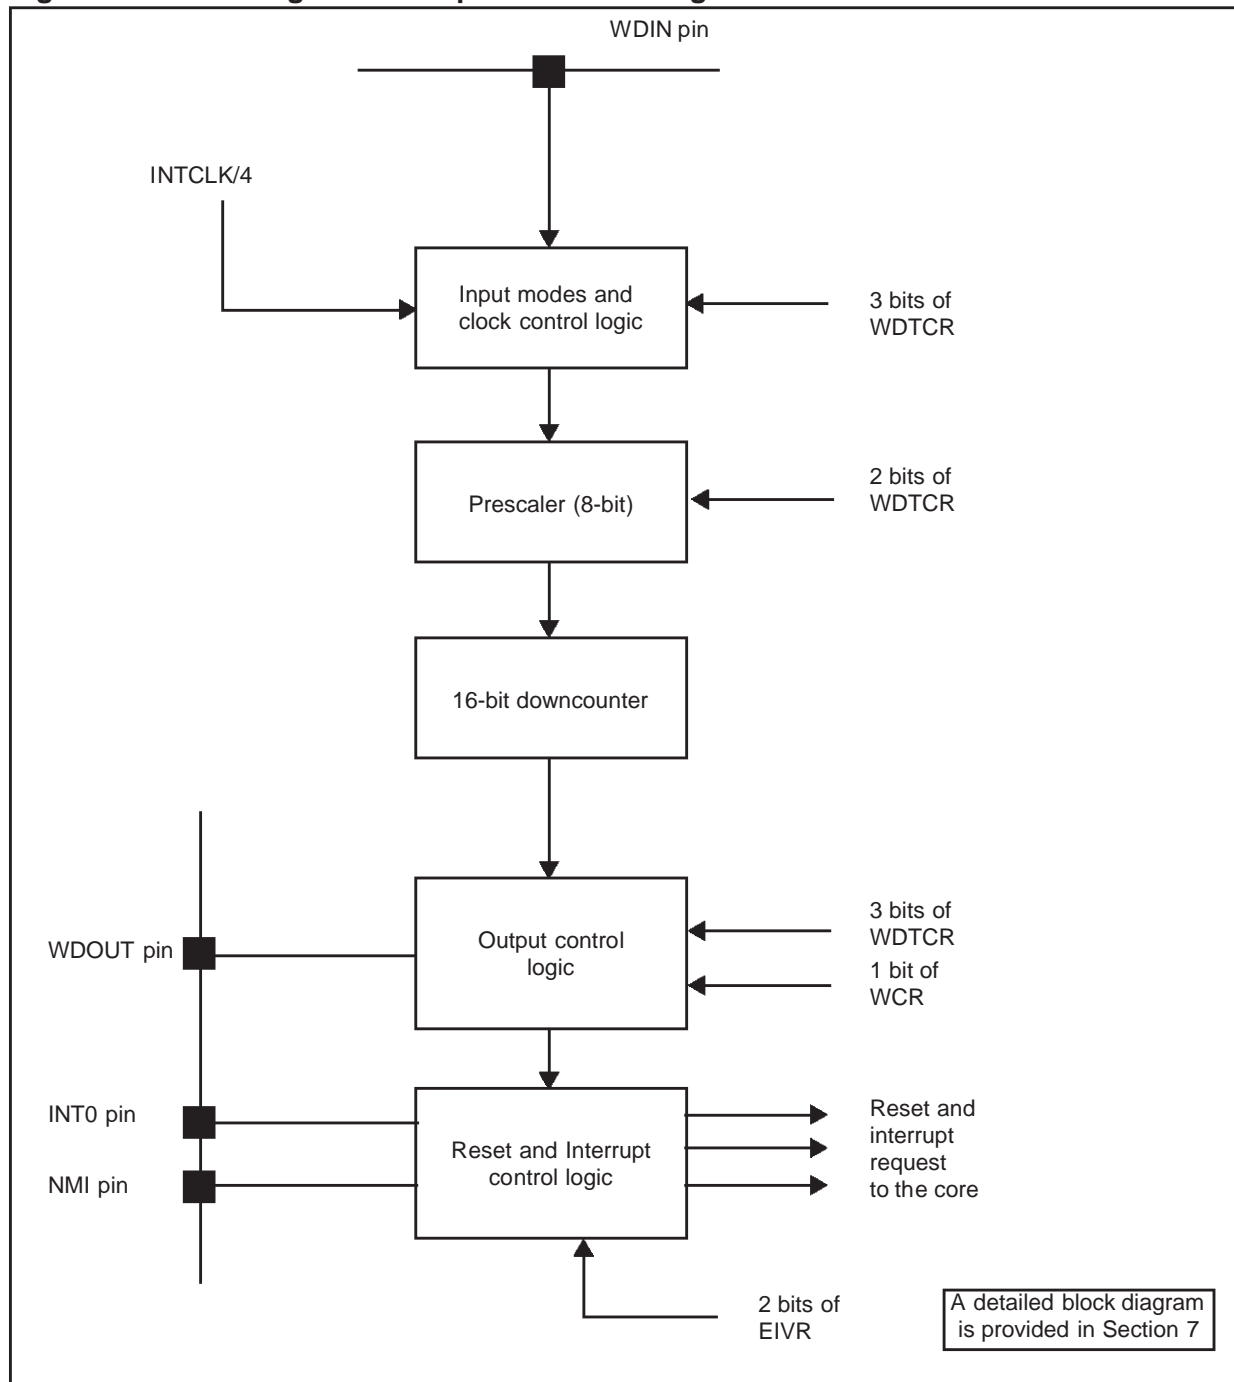 WDIN pin
INTCLK/4
Input modes and
clock control logic
3 bits of
WDTCR
Prescaler (8-bit)
2 bits of
WDTCR
16-bit downcounter
WDOUT pin
Output control
logic
3 bits of
WDTCR
1 bit of
WCR
INT0 pin
NMI pin
Reset and Interrupt
control logic
Reset and
interrupt
request
to the core
2 bits of
EIVR
A detailed block diagram
is provided in Section 7